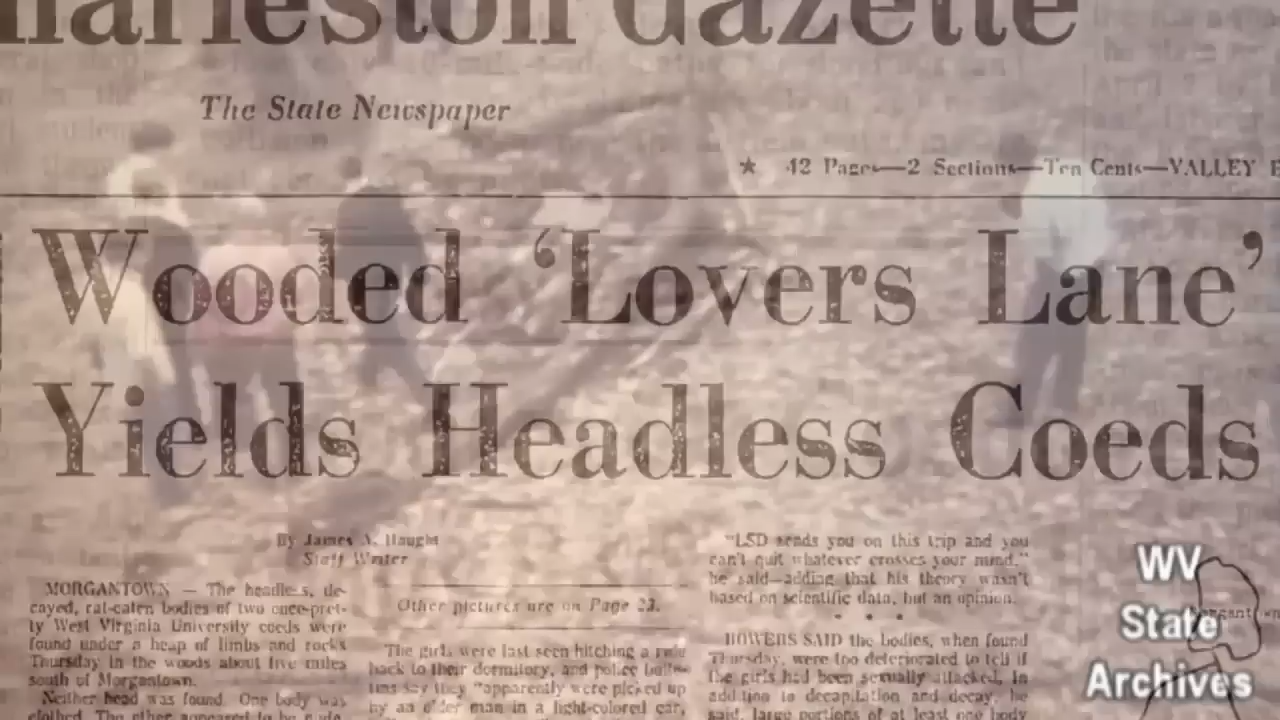 harleston Gazette
The State Newspaper
★ 42 Pages—2 Sections—Ten Cents—VALLEY E
Wooded ‘Lovers Lane’
Yields Headless Coeds
By James A. Haught
Staff Writer
MORGANTOWN — The headless, de-
cayed, rat-eaten bodies of two once-pret-
ty West Virginia University coeds were
found under a heap of limbs and rocks
Thursday in the woods about five miles
south of Morgantown.
Neither head was found. One body was
clothed. The other appeared to be nude,
Other pictures are on Page 23.
The girls were last seen hitching a ride
back to their dormitory, and police bulle-
tins say they "apparently were picked up
by an older man in a light-colored car,
"LSD sends you on this trip and you
can't quit whatever crosses your mind,"
he said—adding that his theory wasn't
based on scientific data, but an opinion.
* * *
BOWERS SAID the bodies, when found
Thursday, were too deteriorated to tell if
the girls had been sexually attacked. In
addition to decapitation and decay, he
said, large portions of at least one body
WV
State
Archives